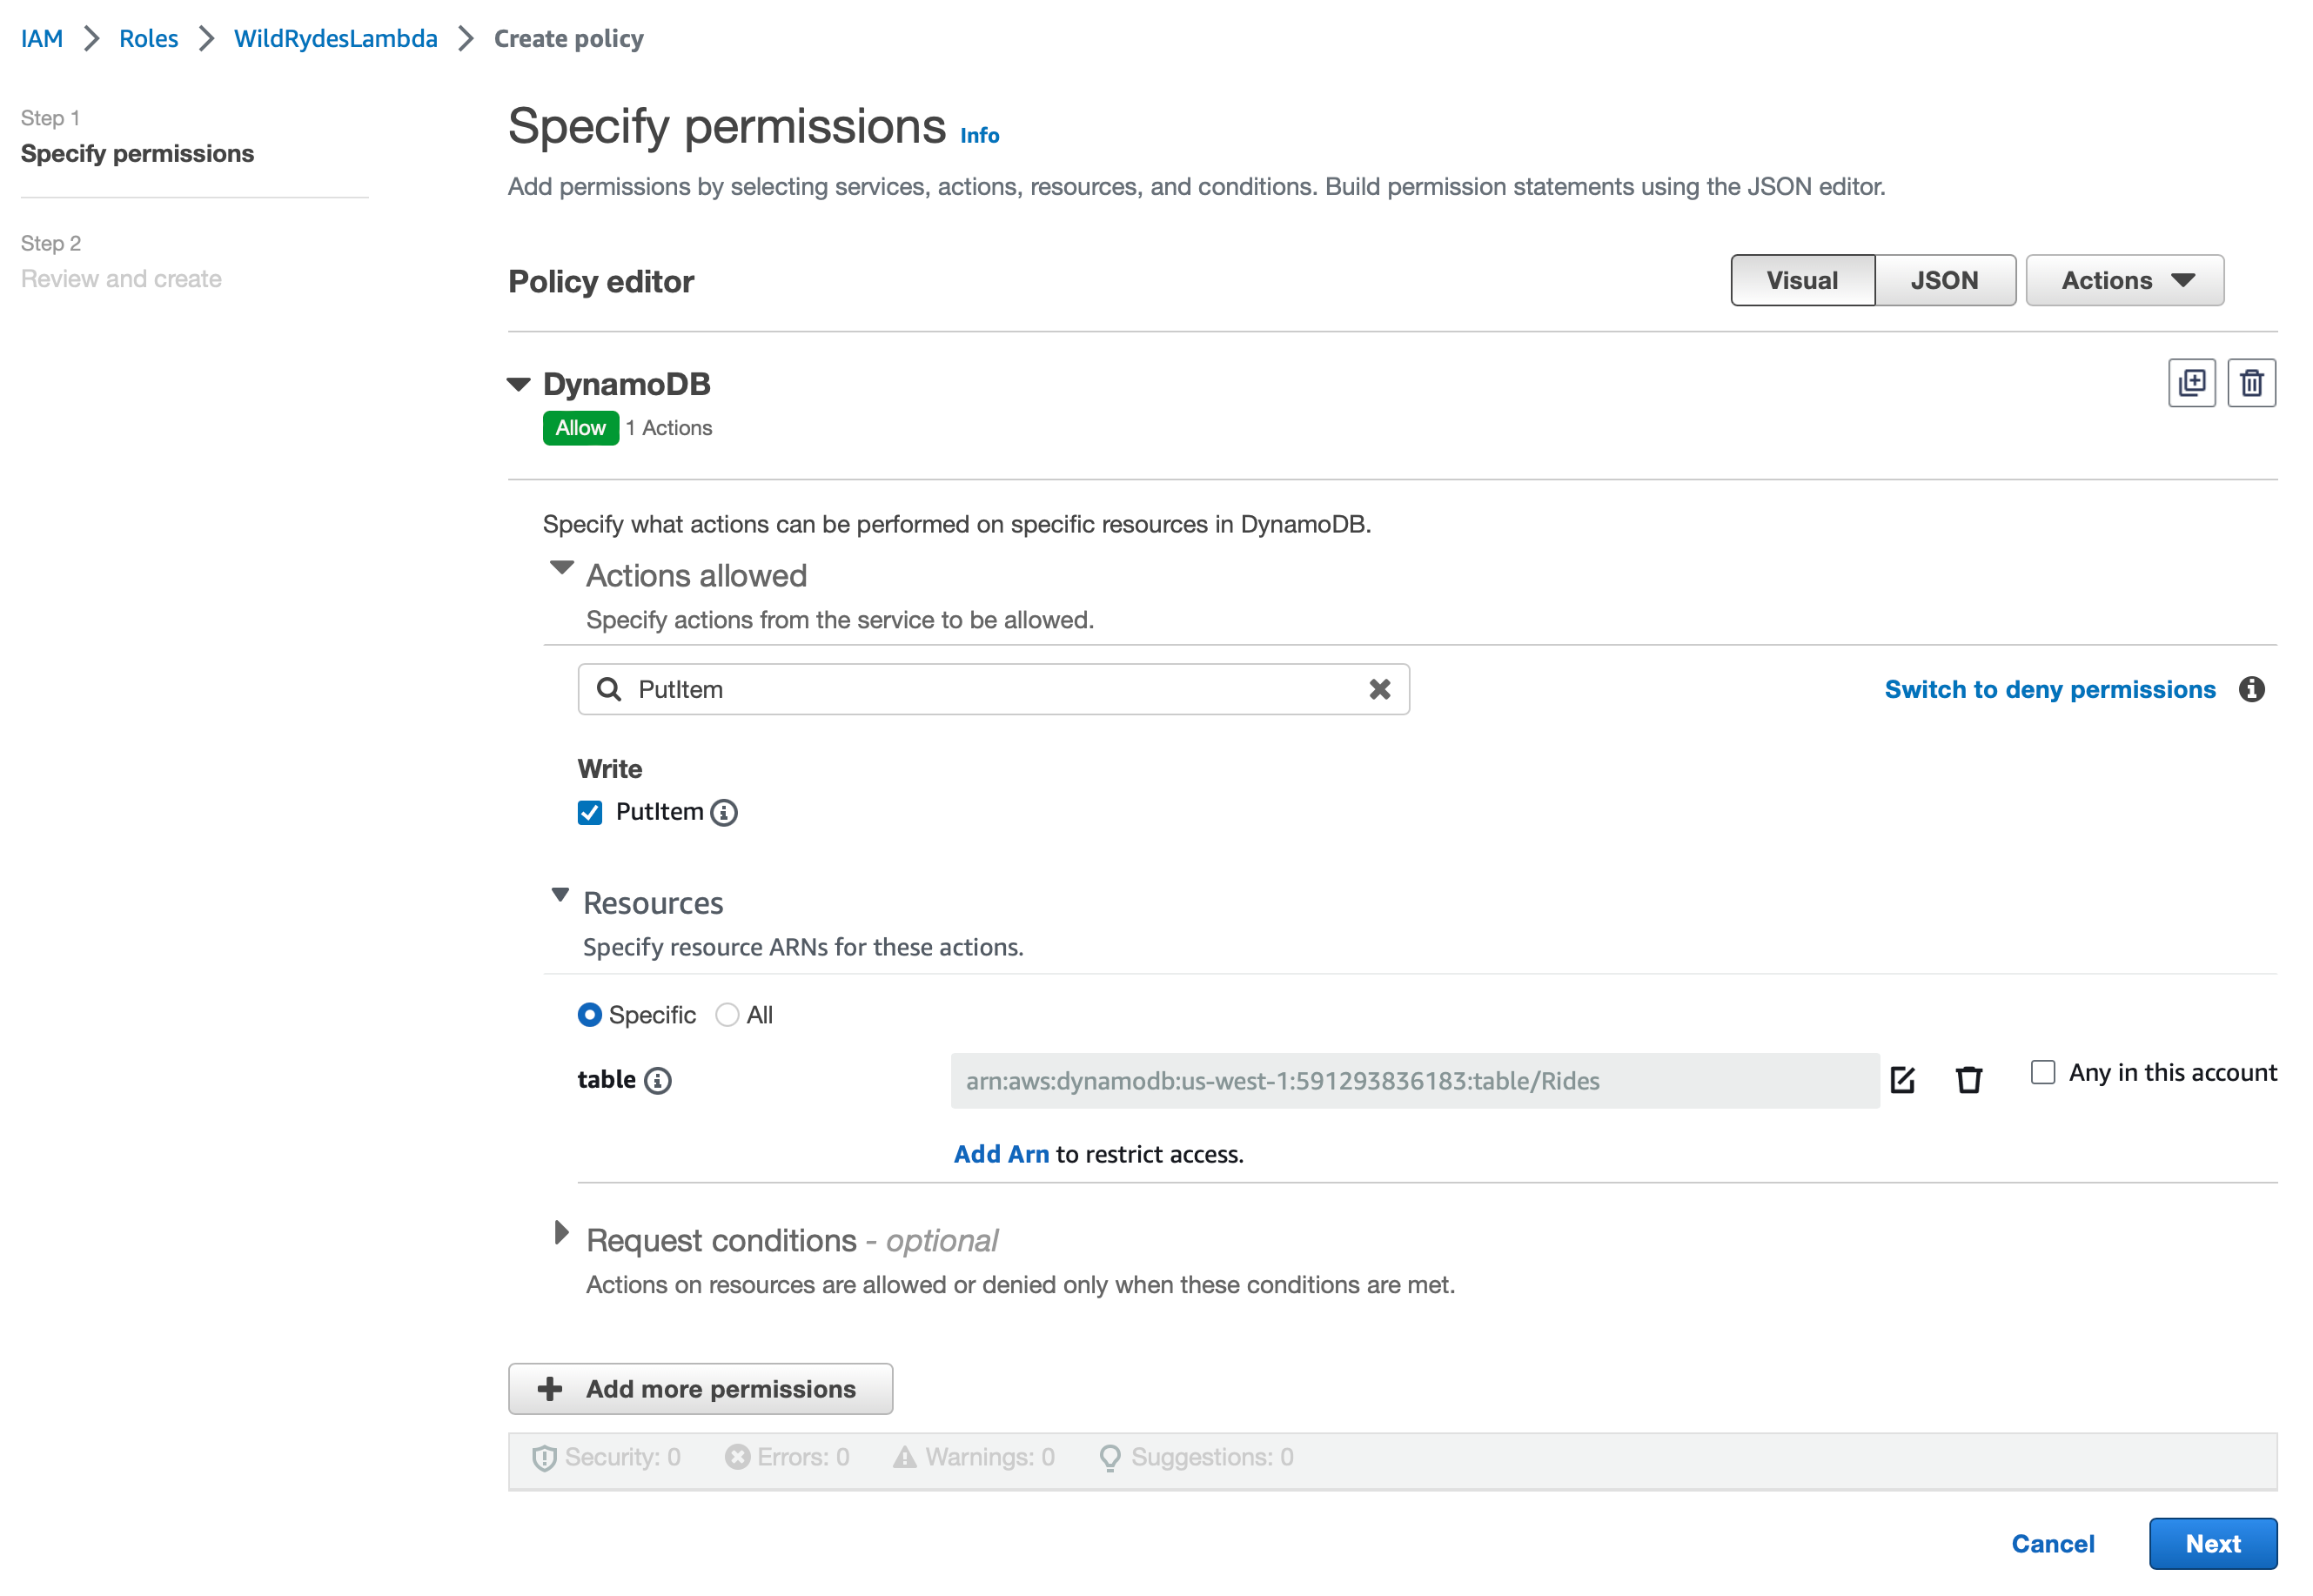 IAM > Roles > WildRydesLambda > Create policy
Step 1
Specify permissions
Step 2
Review and create
Specify permissions Info
Add permissions by selecting services, actions, resources, and conditions. Build permission statements using the JSON editor.
Policy editor
Visual JSON Actions
DynamoDB
Allow 1 Actions
Specify what actions can be performed on specific resources in DynamoDB.
Actions allowed
Specify actions from the service to be allowed.
PutItem
Switch to deny permissions
Write
PutItem
Resources
Specify resource ARNs for these actions.
Specific All
table arn:aws:dynamodb:us-west-1:591293836183:table/Rides Any in this account
Add Arn to restrict access.
Request conditions - optional
Actions on resources are allowed or denied only when these conditions are met.
Add more permissions
Security: 0 Errors: 0 Warnings: 0 Suggestions: 0
Cancel Next